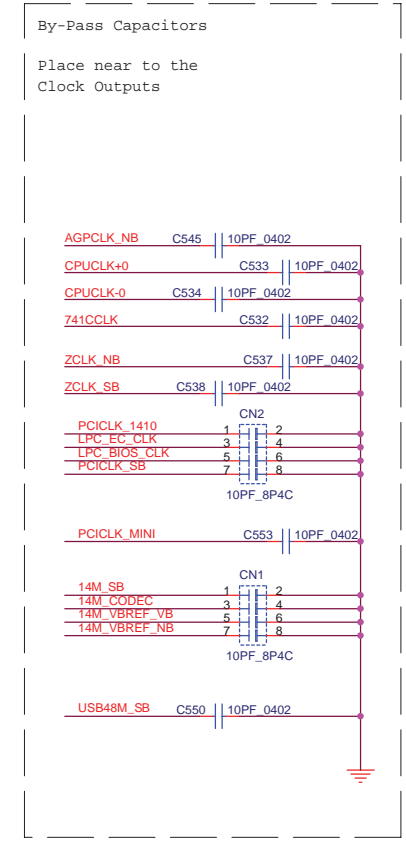 By-Pass Capacitors
Place near to the
Clock Outputs
AGPCLK_NB C545 10PF_0402
CPUCLK+0 C533 10PF_0402
CPUCLK-0 C534 10PF_0402
741CCLK C532 10PF_0402
ZCLK_NB C537 10PF_0402
ZCLK_SB C538 10PF_0402
CN2
PCICLK_1410 1 2
LPC_EC_CLK 3 4
LPC_BIOS_CLK 5 6
PCICLK_SB 7 8
10PF_8P4C
PCICLK_MINI C553 10PF_0402
CN1
14M_SB 1 2
14M_CODEC 3 4
14M_VBREF_VB 5 6
14M_VBREF_NB 7 8
10PF_8P4C
USB48M_SB C550 10PF_0402